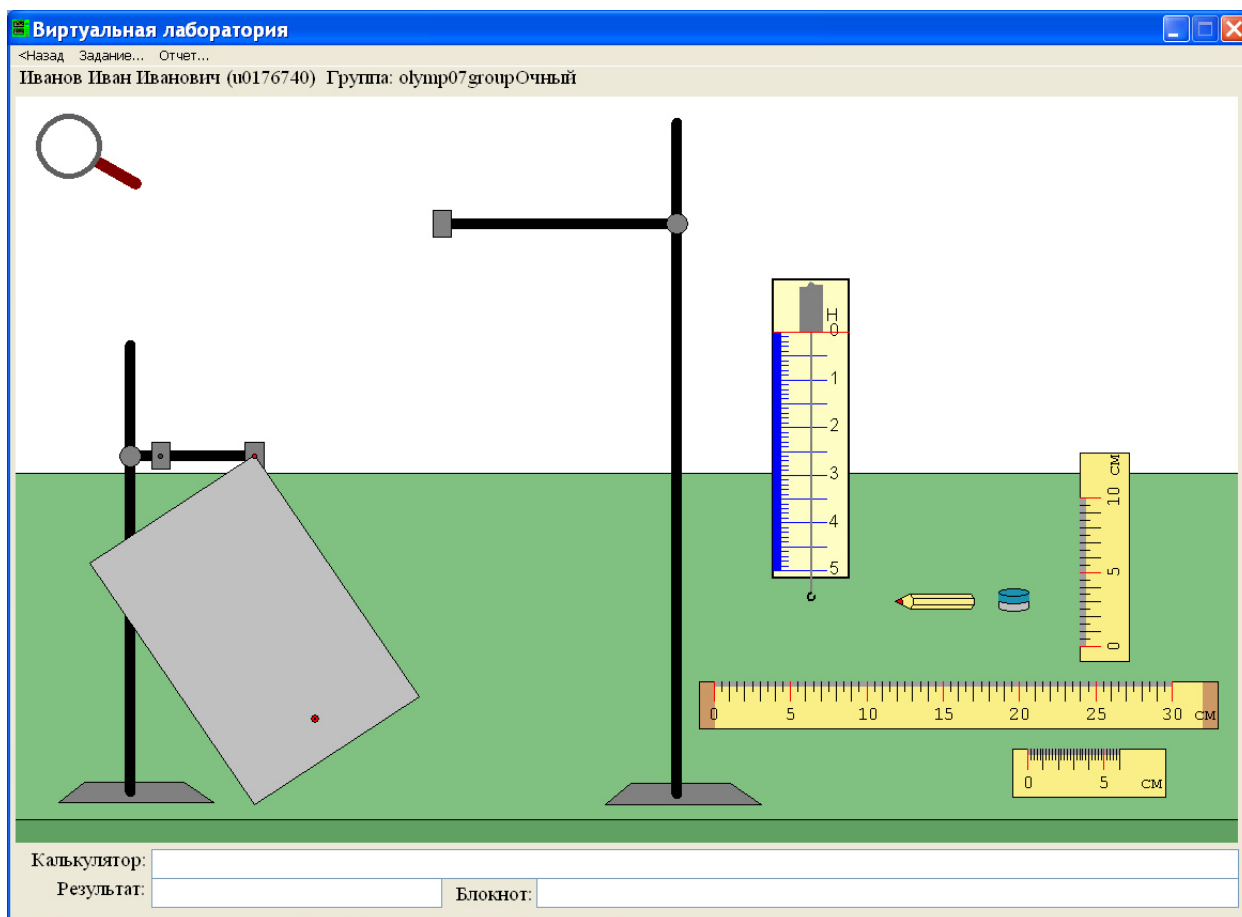 Виртуальная лаборатория
<Назад Задание... Отчет...
Иванов Иван Иванович (u0176740) Группа: olymp07groupОчный
Н
0
1
2
3
4
5
10 см
5
0
0 5 10 15 20 25 30 см
0 5 см
Калькулятор:
Результат: Блокнот: